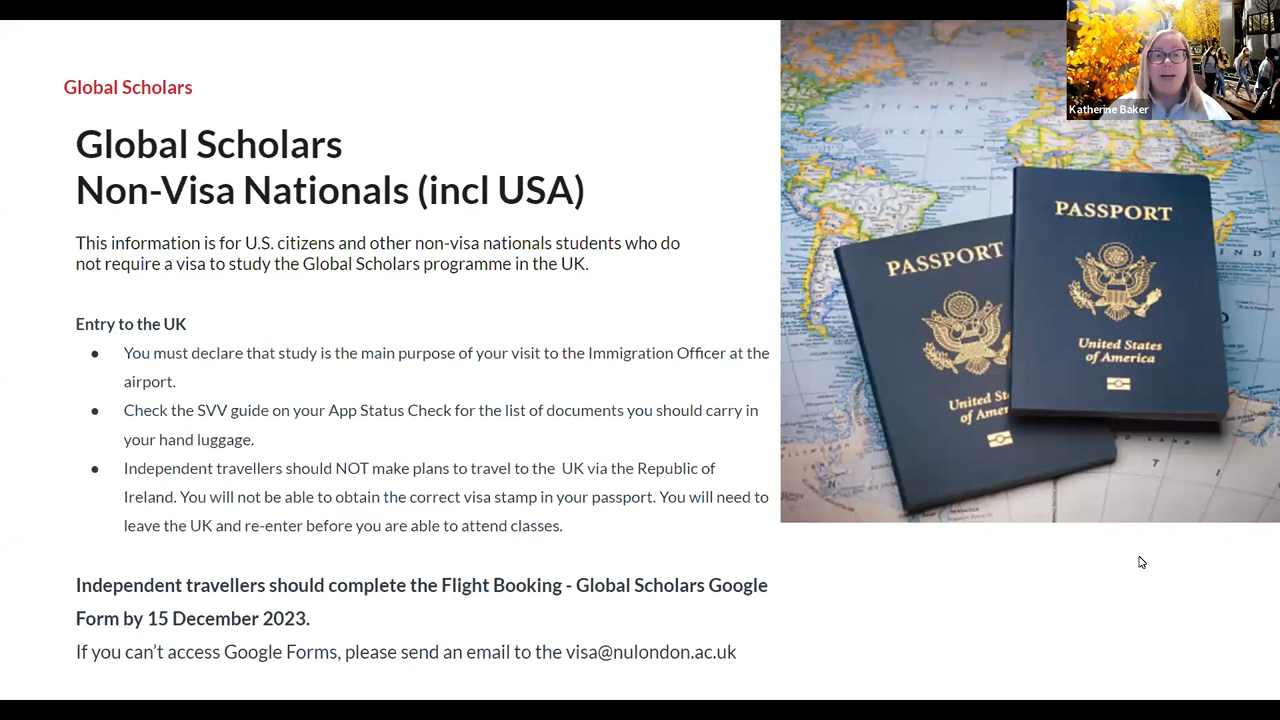 Global Scholars
Global Scholars
Non-Visa Nationals (incl USA)
This information is for U.S. citizens and other non-visa nationals students who do
not require a visa to study the Global Scholars programme in the UK.
Entry to the UK
● You must declare that study is the main purpose of your visit to the Immigration Officer at the
airport.
● Check the SVV guide on your App Status Check for the list of documents you should carry in
your hand luggage.
● Independent travellers should NOT make plans to travel to the UK via the Republic of
Ireland. You will not be able to obtain the correct visa stamp in your passport. You will need to
leave the UK and re-enter before you are able to attend classes.
Independent travellers should complete the Flight Booking - Global Scholars Google
Form by 15 December 2023.
If you can't access Google Forms, please send an email to the visa@nulondon.ac.uk
Katherine Baker
NORTH
ATLANTIC
OCEAN
PASSPORT
United States
of America
PASSPORT